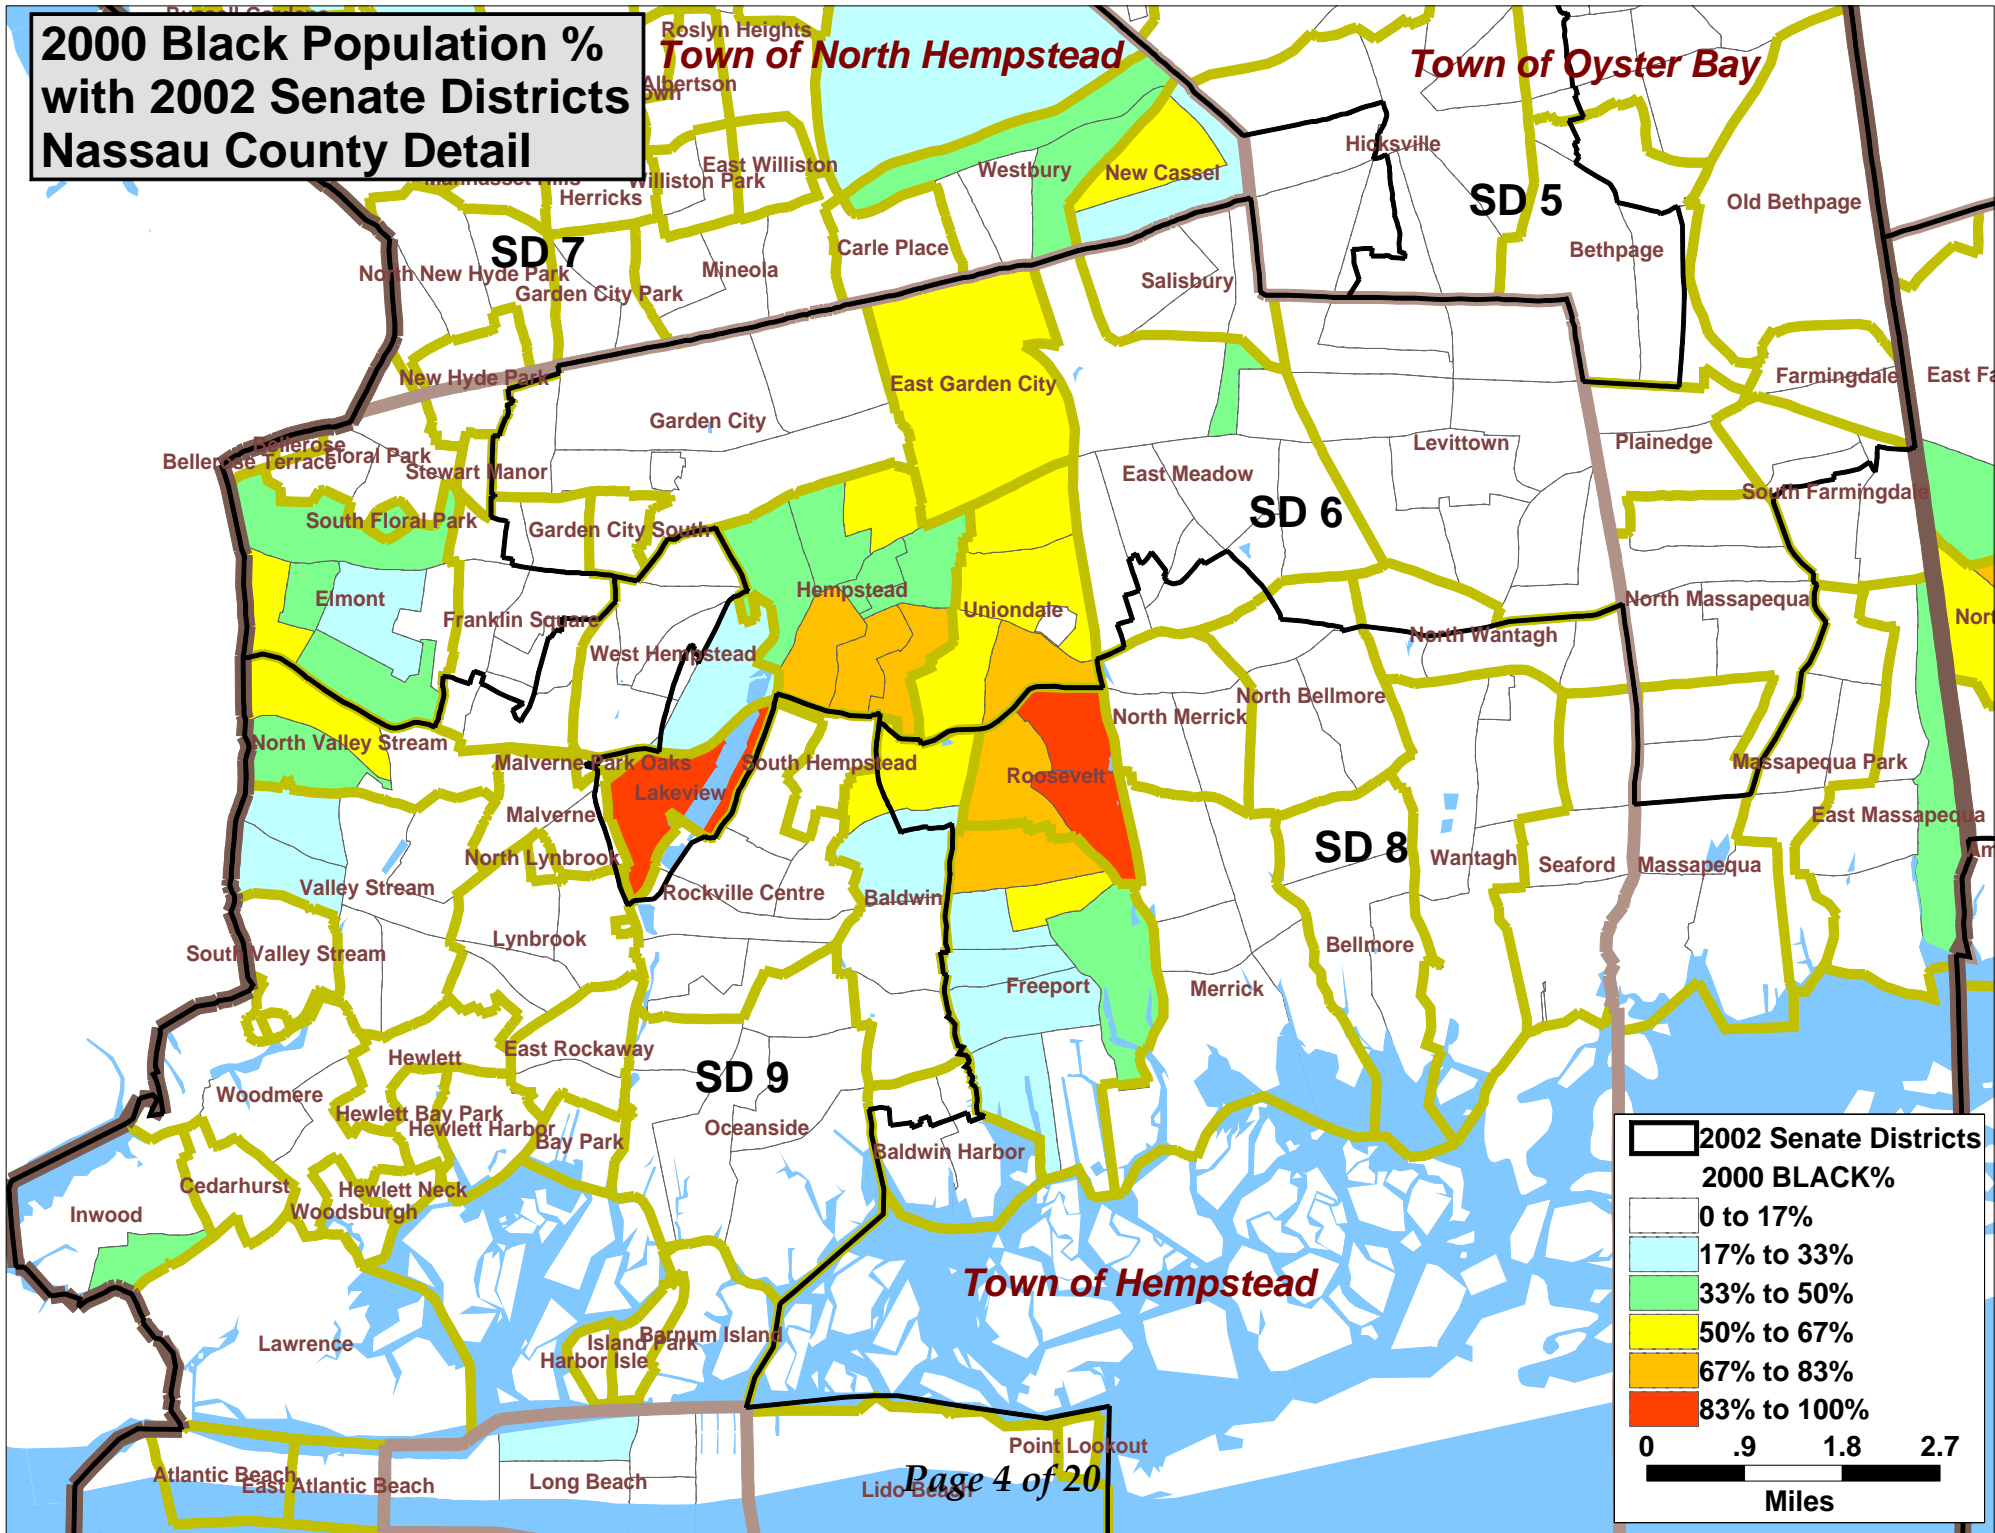 2000 Black Population %
with 2002 Senate Districts
Nassau County Detail
Roslyn Heights
Town of North Hempstead
Town of Oyster Bay
Albertson
East Williston
Williston Park
Herricks
Westbury
New Cassel
Hicksville
SD 5
Old Bethpage
SD 7
North New Hyde Park
Garden City Park
Mineola
Carle Place
Salisbury
Bethpage
New Hyde Park
East Garden City
Farmingdale
East Fa
Garden City
Bellerose
Bellerose Terrace
Floral Park
Stewart Manor
East Meadow
Levittown
Plainedge
South Farmingdale
South Floral Park
Garden City South
SD 6
Elmont
Hempstead
Uniondale
North Massapequa
Nort
Franklin Square
West Hempstead
North Wantagh
North Bellmore
North Merrick
North Valley Stream
Malverne Park Oaks
South Hempstead
Roosevelt
Massapequa Park
Lakeview
Malverne
East Massapequa
North Lynbrook
SD 8
Wantagh
Seaford
Massapequa
Am
Valley Stream
Rockville Centre
Baldwin
South Valley Stream
Lynbrook
Bellmore
Freeport
Merrick
Hewlett
East Rockaway
SD 9
Woodmere
Hewlett Bay Park
Hewlett Harbor
Bay Park
Oceanside
Baldwin Harbor
Cedarhurst
Hewlett Neck
Woodsburgh
Inwood
Town of Hempstead
Lawrence
Island Park
Barnum Island
Harbor Isle
Point Lookout
Atlantic Beach
East Atlantic Beach
Long Beach
Lido Beach
Page 4 of 20
2002 Senate Districts
2000 BLACK%
0 to 17%
17% to 33%
33% to 50%
50% to 67%
67% to 83%
83% to 100%
0 .9 1.8 2.7
Miles